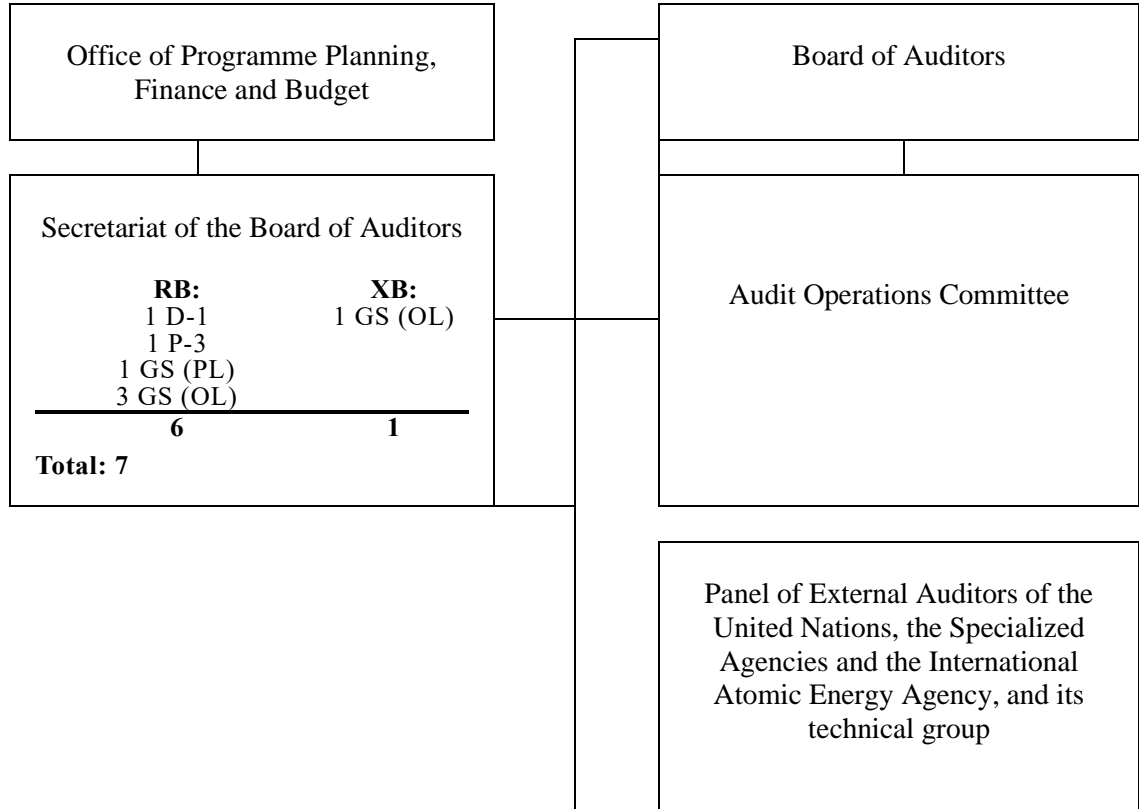 Office of Programme Planning,
Finance and Budget
Board of Auditors
Secretariat of the Board of Auditors
RB: XB:
1 D-1 1 GS (OL)
1 P-3
1 GS (PL)
3 GS (OL)
6 1
Total: 7
Audit Operations Committee
Panel of External Auditors of the
United Nations, the Specialized
Agencies and the International
Atomic Energy Agency, and its
technical group